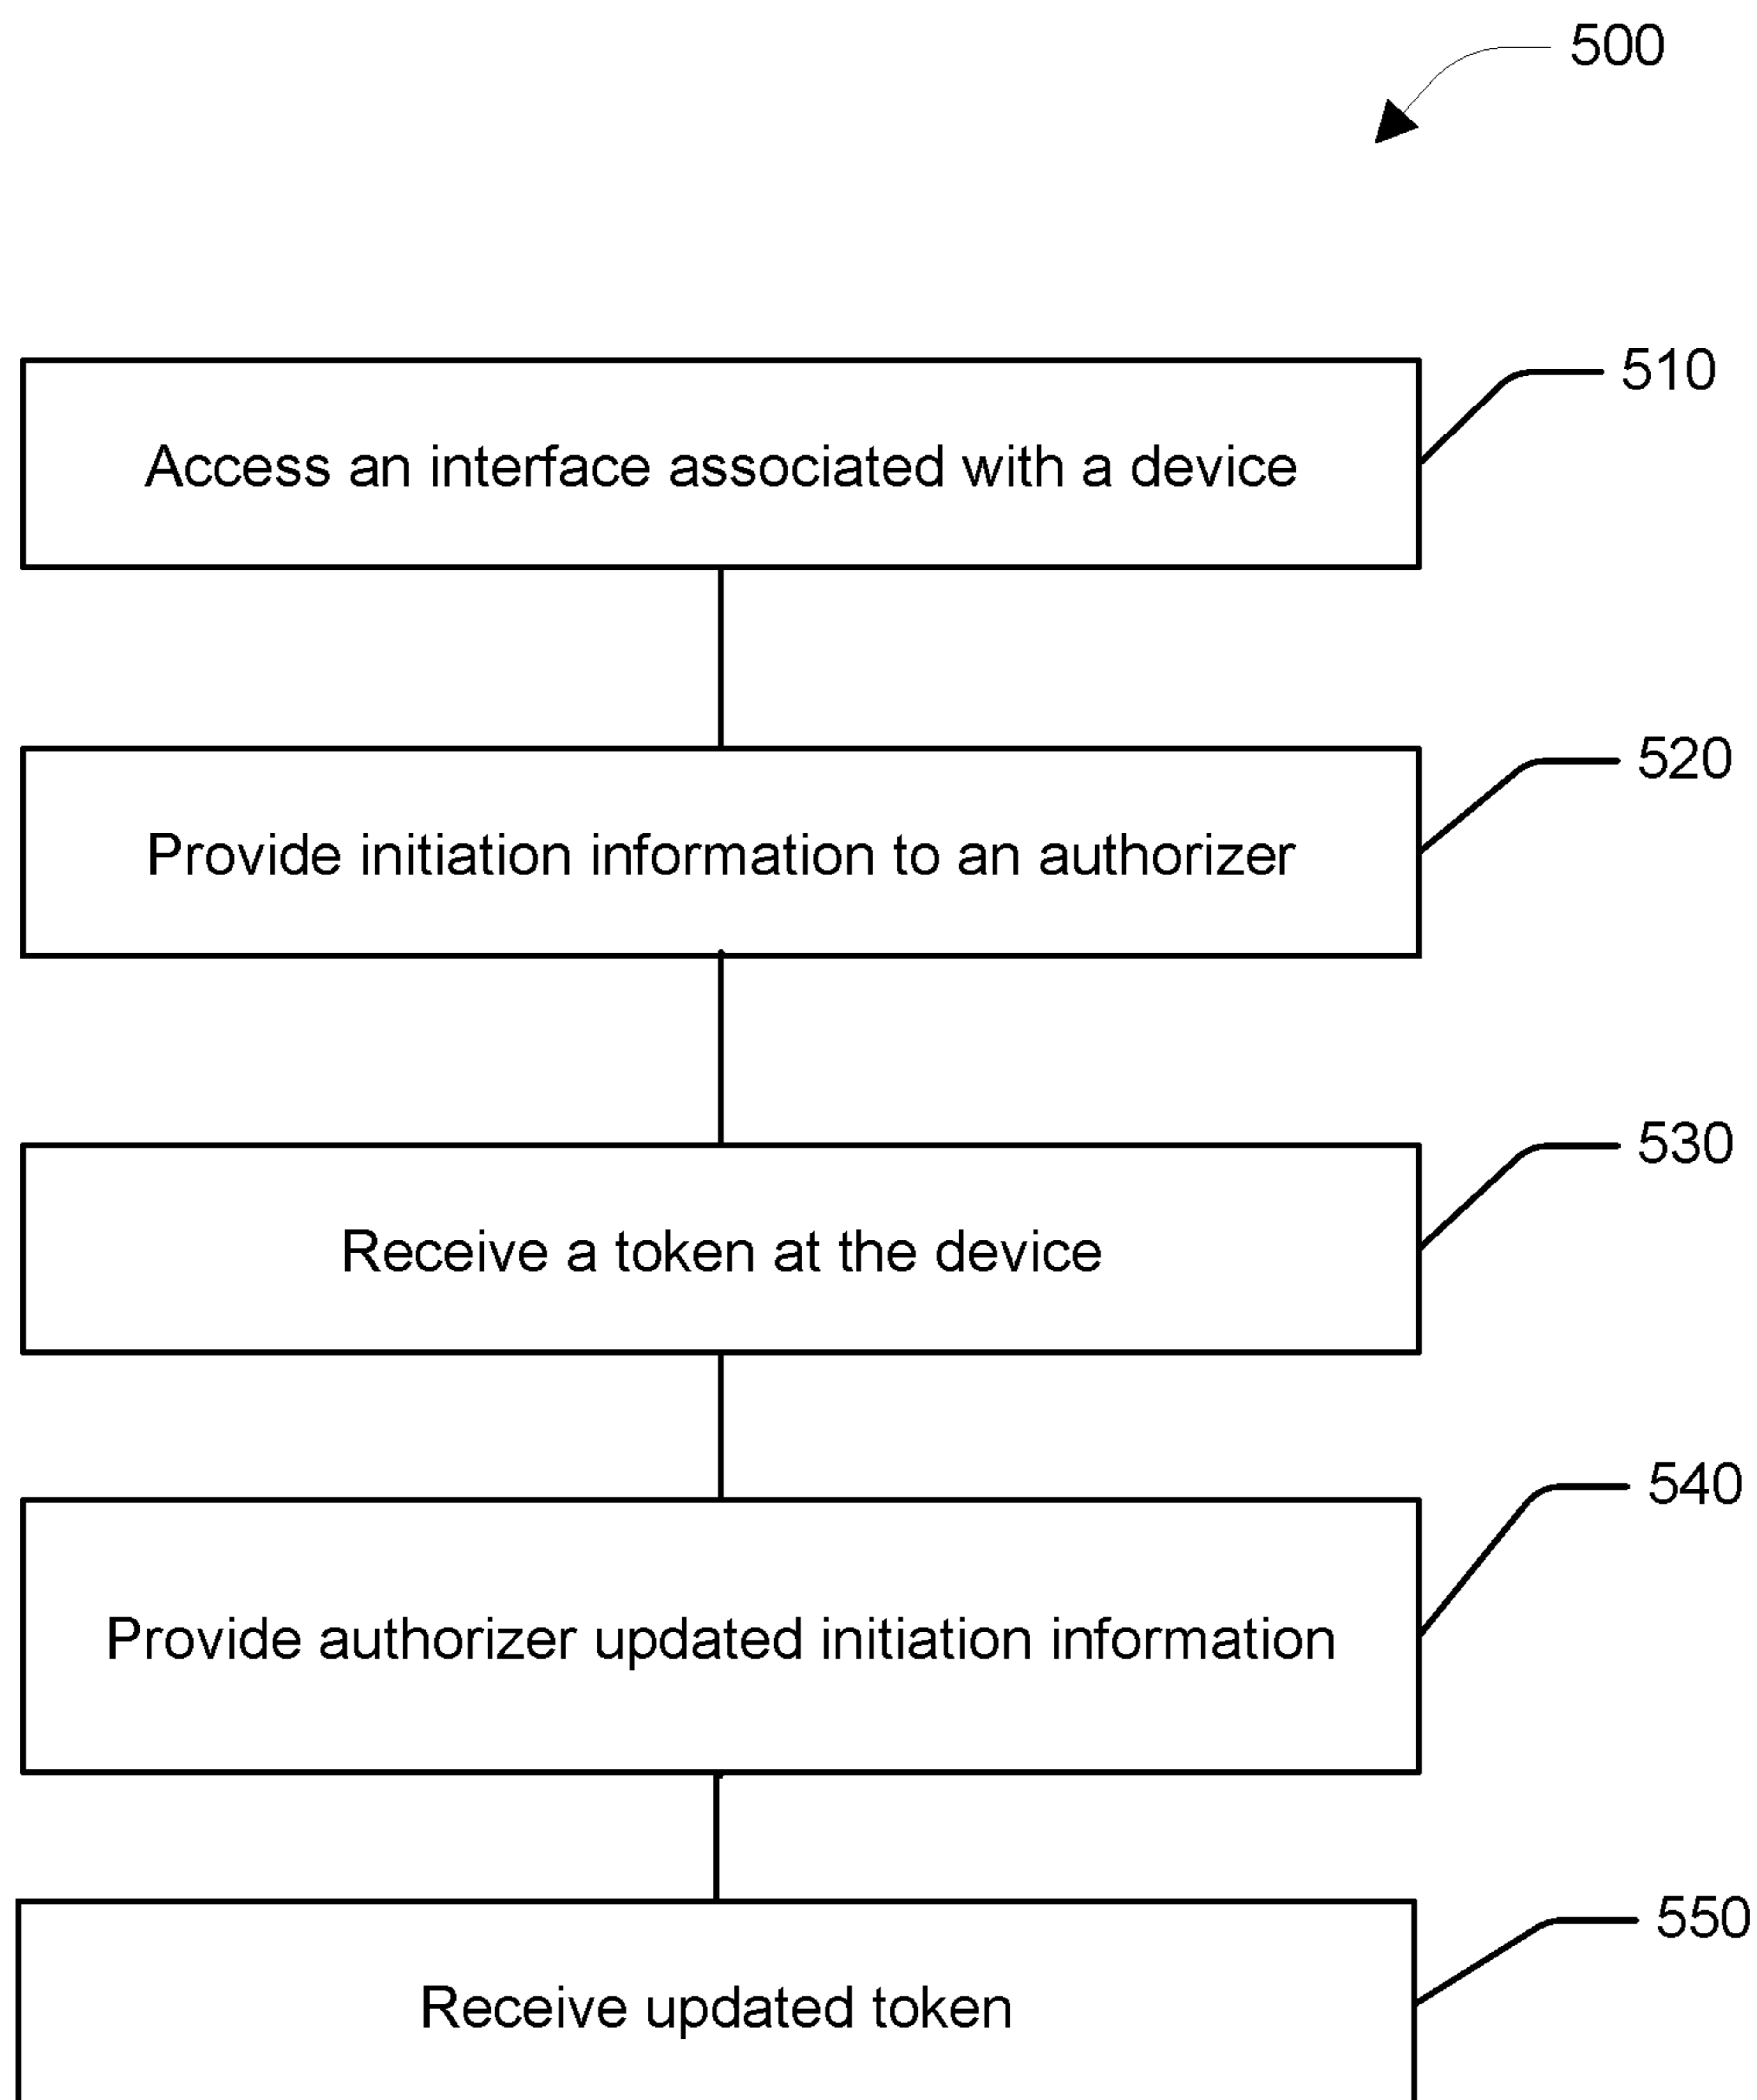 500
510
Access an interface associated with a device
520
Provide initiation information to an authorizer
530
Receive a token at the device
540
Provide authorizer updated initiation information
550
Receive updated token